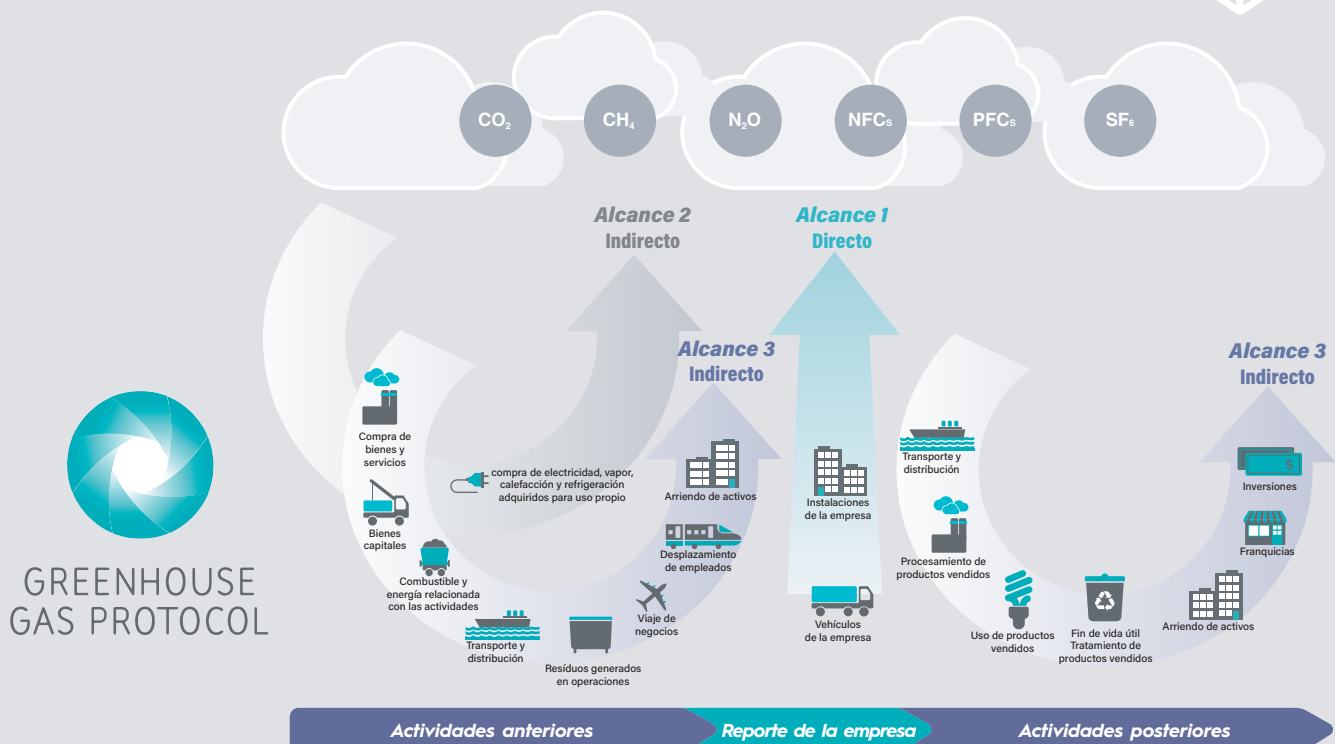 CO₂
CH₄
N₂O
NFCs
PFCs
SF₆
Alcance 2
Indirecto
Alcance 1
Directo
Alcance 3
Indirecto
Alcance 3
Indirecto
GREENHOUSE
GAS PROTOCOL
Compra de
bienes y
servicios
Bienes
capitales
Combustible y
energía relacionada
con las actividades
Transporte y
distribución
Resíduos generados
en operaciones
Viaje de
negocios
Desplazamiento
de empleados
Arriendo de activos
compra de electricidad, vapor,
calefacción y refrigeración
adquiridos para uso propio
Instalaciones
de la empresa
Vehículos
de la empresa
Transporte y
distribución
Procesamiento de
productos vendidos
Uso de productos
vendidos
Fin de vida útil
Tratamiento de
productos vendidos
Arriendo de activos
Franquicias
$
Inversiones
Actividades anteriores
Reporte de la empresa
Actividades posteriores